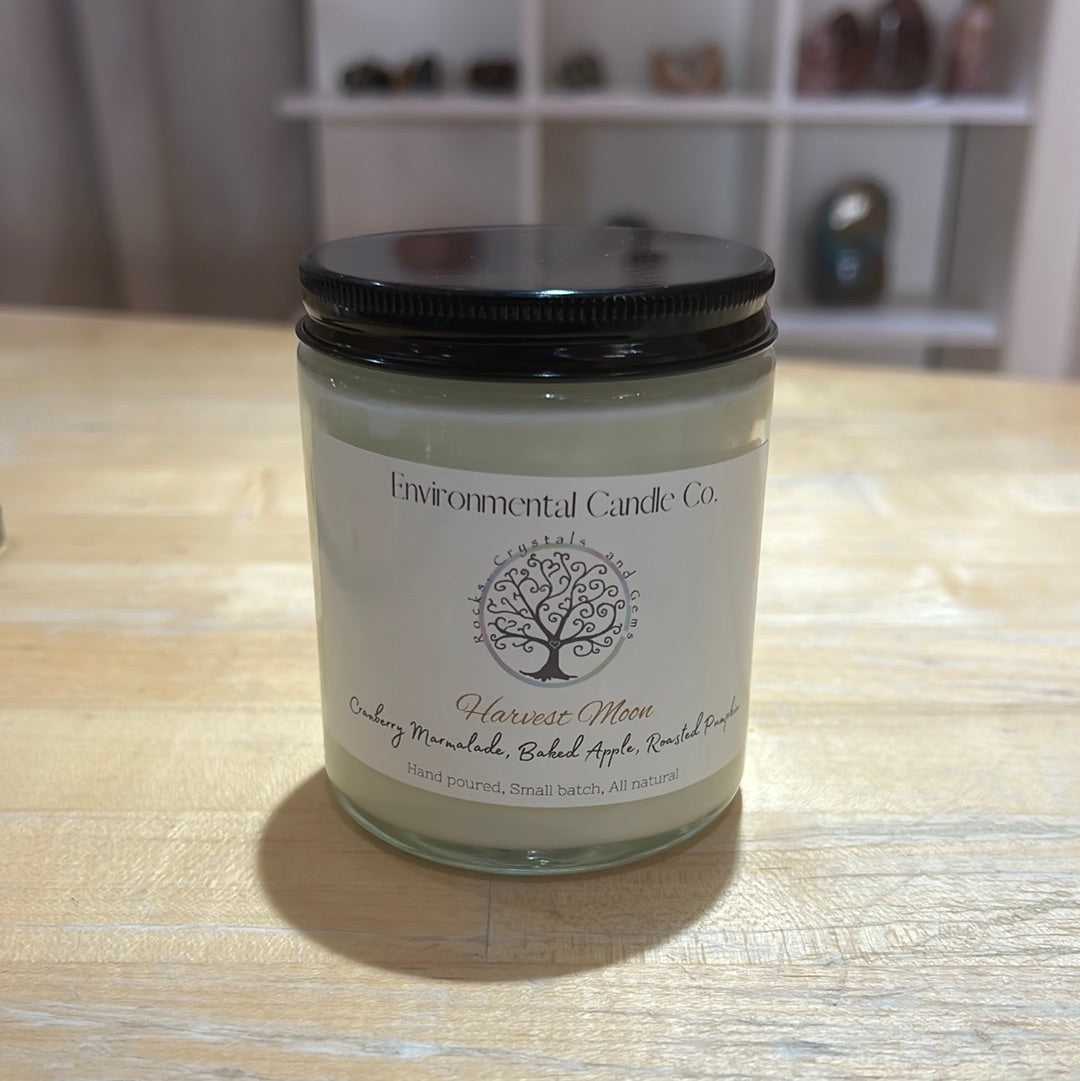 Environmental Candle Co.
Rocks, Crystals and Gems
Harvest Moon
Cranberry Marmalade, Baked Apple, Roasted Pumpkin
Hand poured, Small batch, All natural